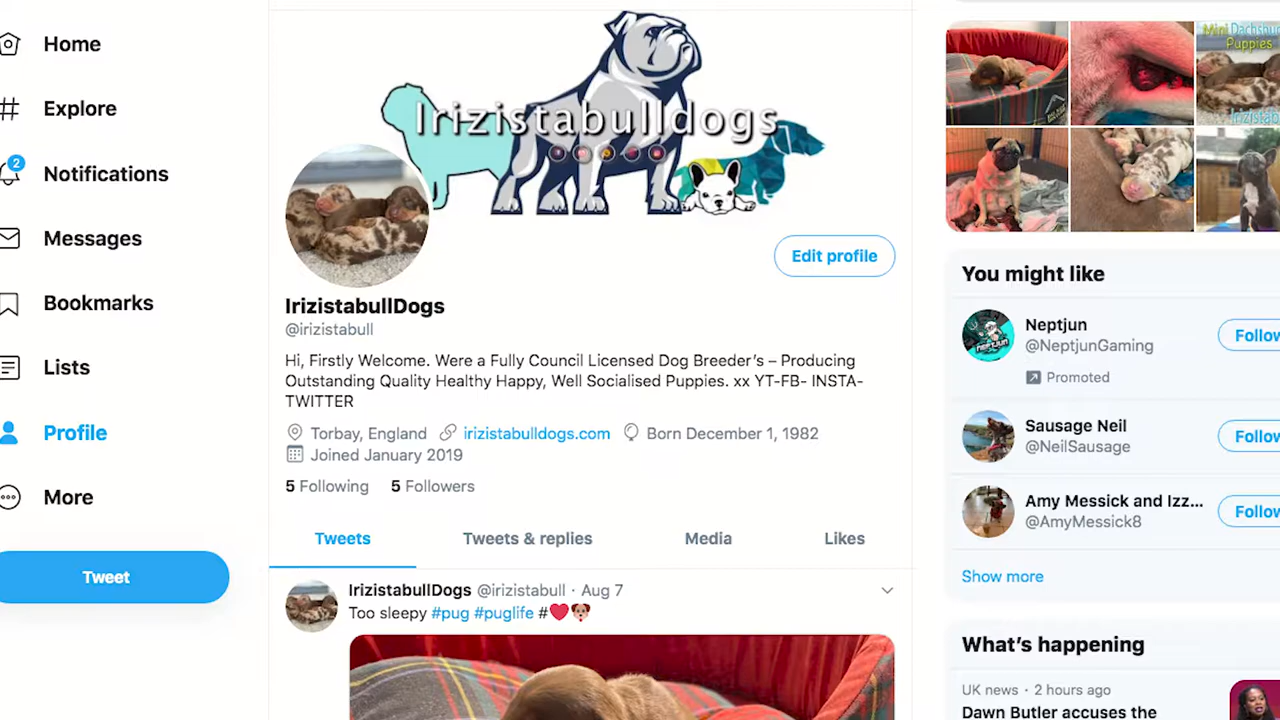 Home
Explore
2
Notifications
Messages
Bookmarks
Lists
Profile
More
Tweet
Irizistabulldogs
Edit profile
IrizistabullDogs
@irizistabull
Hi, Firstly Welcome. Were a Fully Council Licensed Dog Breeder's – Producing
Outstanding Quality Healthy Happy, Well Socialised Puppies. xx YT-FB- INSTA-
TWITTER
Torbay, England irizistabulldogs.com Born December 1, 1982
Joined January 2019
5 Following 5 Followers
Tweets Tweets & replies Media Likes
IrizistabullDogs @irizistabull · Aug 7
Too sleepy #pug #puglife #❤️🐶
Mini Dachshund
Puppies
Irizistab
You might like
Neptjun
@NeptjunGaming
Follow
Promoted
NEPTJUN
Sausage Neil
@NeilSausage
Follow
Amy Messick and Izz...
@AmyMessick8
Follow
Show more
What's happening
UK news · 2 hours ago
Dawn Butler accuses the